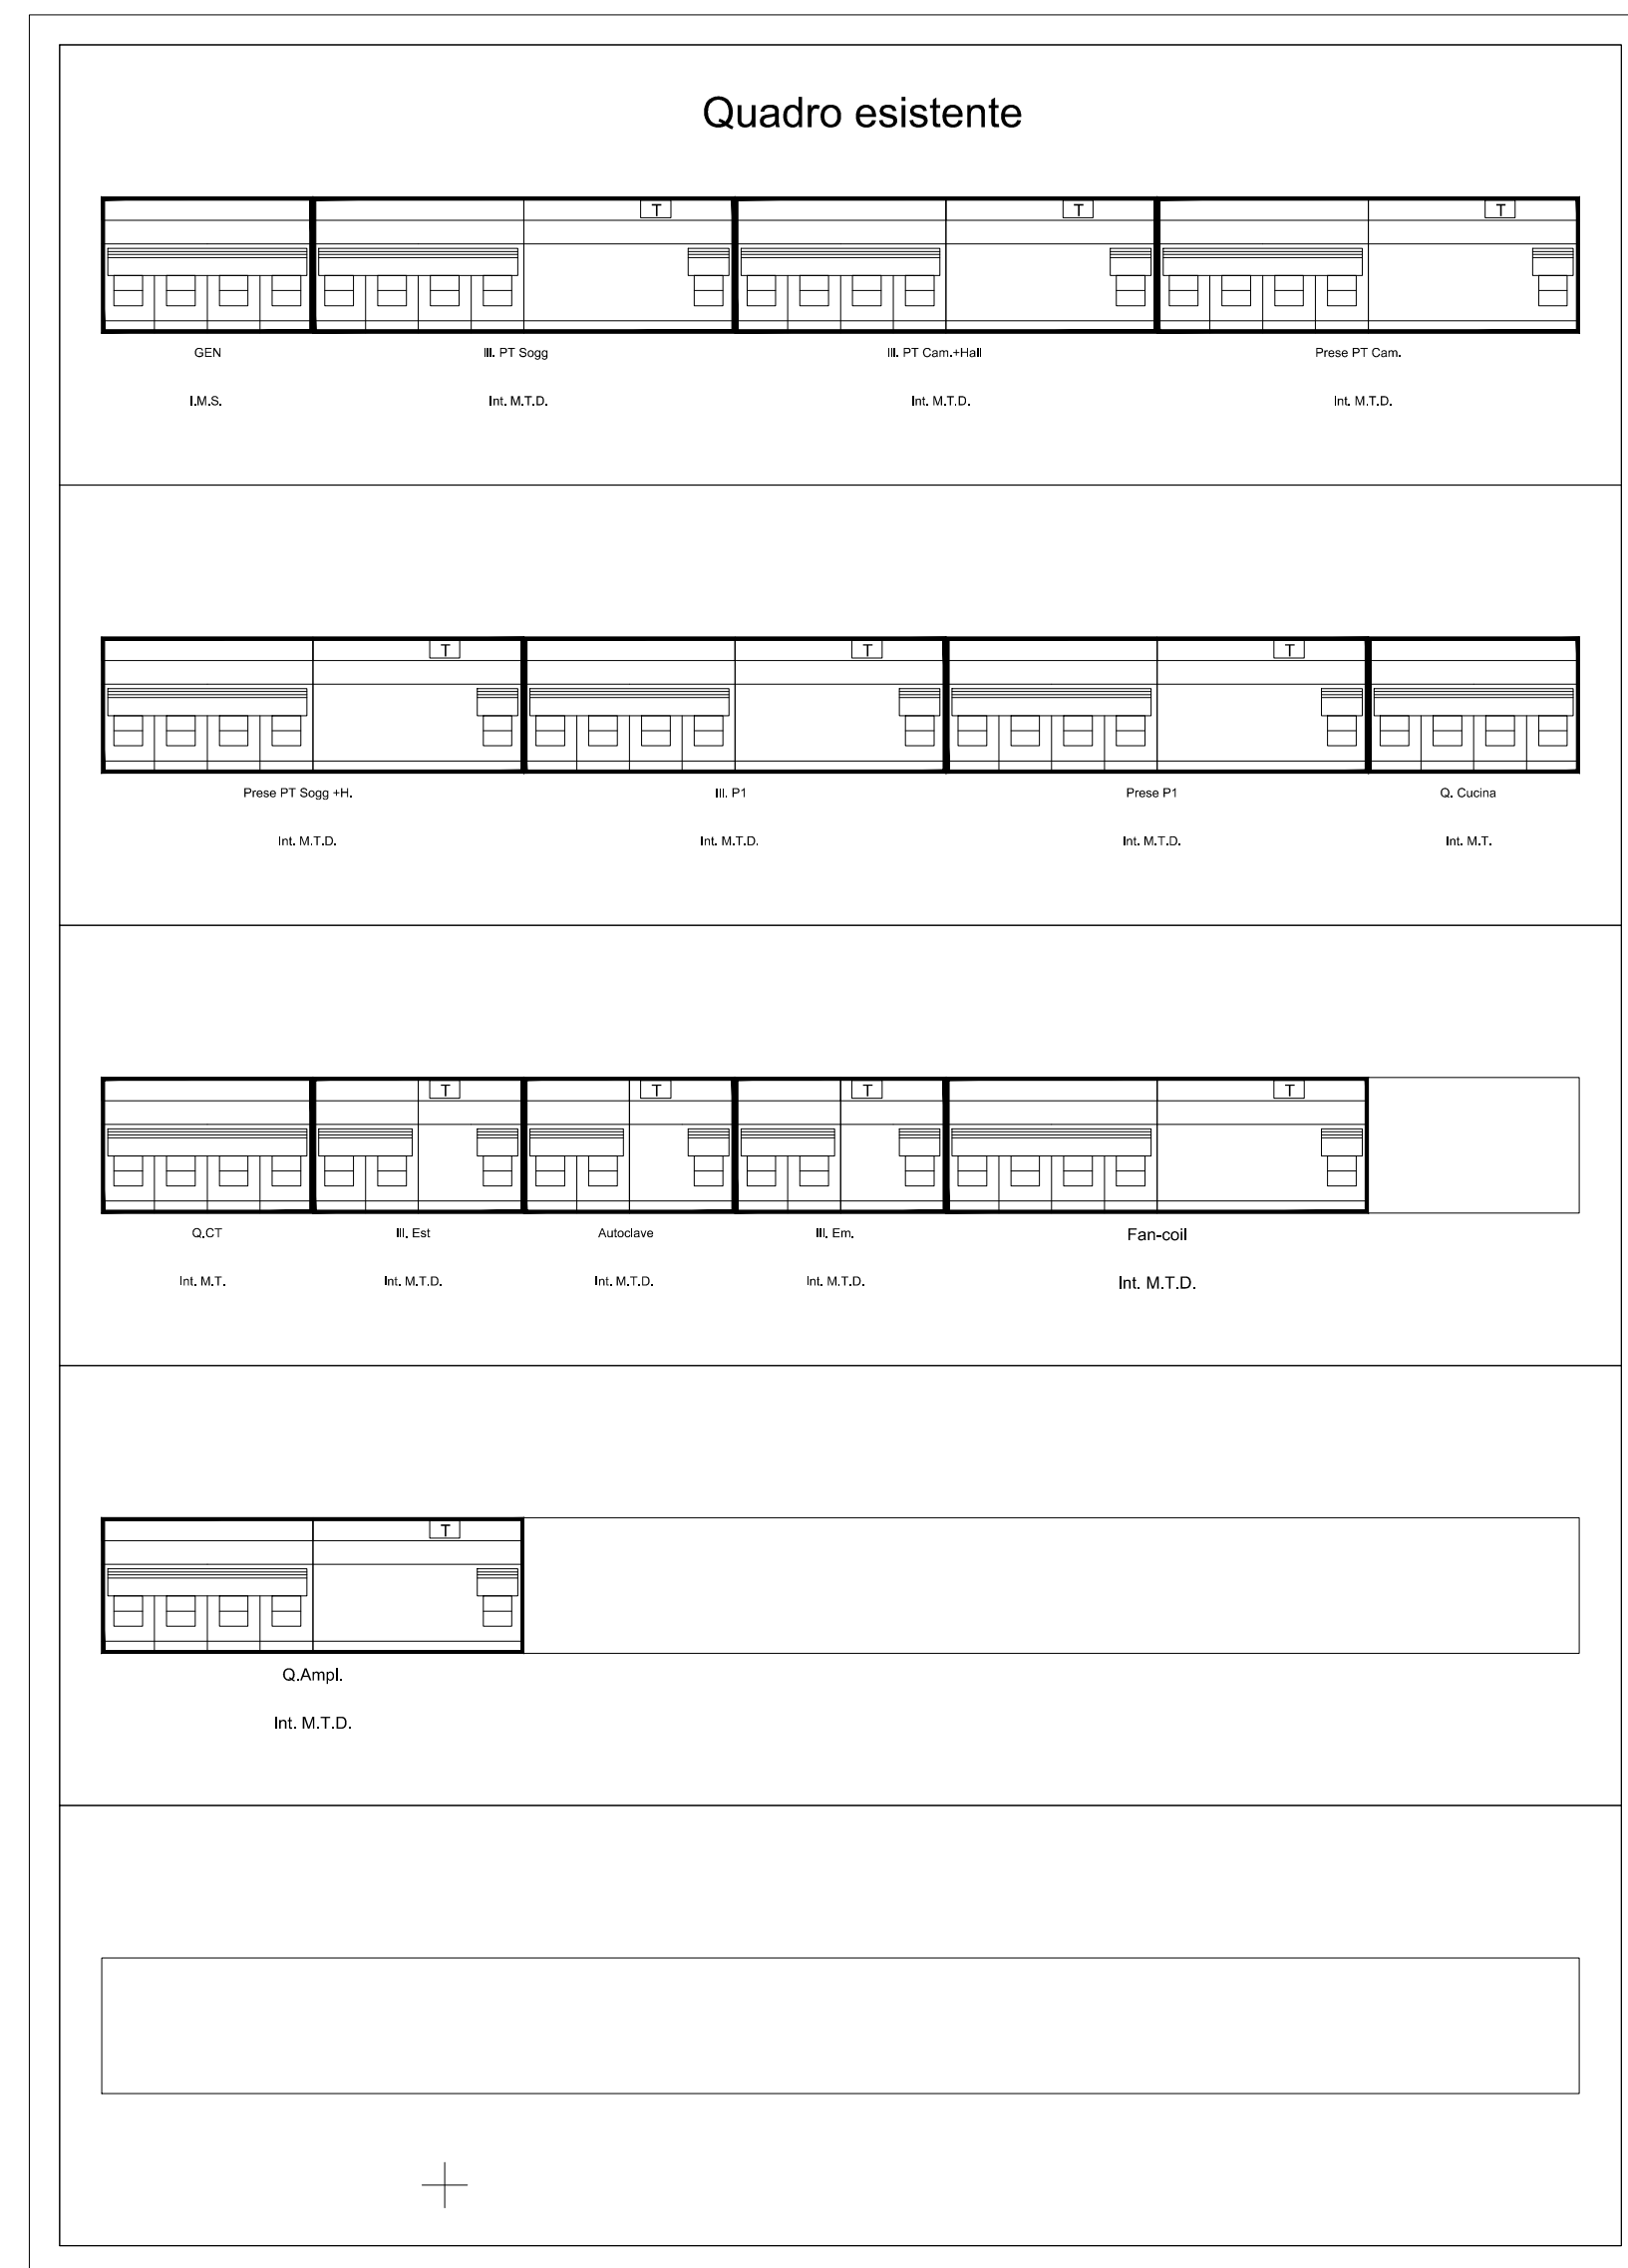 Quadro esistente
T T T
GEN Ill. PT Sogg Ill. PT Cam.+Hall Prese PT Cam.
I.M.S. Int. M.T.D. Int. M.T.D. Int. M.T.D.
T T T
Prese PT Sogg +H. Ill. P1 Prese P1 Q. Cucina
Int. M.T.D. Int. M.T.D. Int. M.T.D. Int. M.T.
T T T T
Q.CT Ill. Est Autoclave Ill. Em. Fan-coil
Int. M.T. Int. M.T.D. Int. M.T.D. Int. M.T.D. Int. M.T.D.
T
Q.Ampl.
Int. M.T.D.